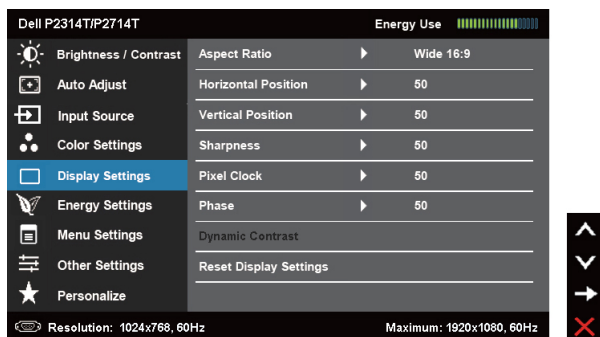 Dell P2314T/P2714T Energy Use
Brightness / Contrast Aspect Ratio Wide 16:9
Auto Adjust Horizontal Position 50
Input Source Vertical Position 50
Color Settings Sharpness 50
Display Settings Pixel Clock 50
Energy Settings Phase 50
Menu Settings Dynamic Contrast
Other Settings Reset Display Settings
Personalize
Resolution: 1024x768, 60Hz Maximum: 1920x1080, 60Hz